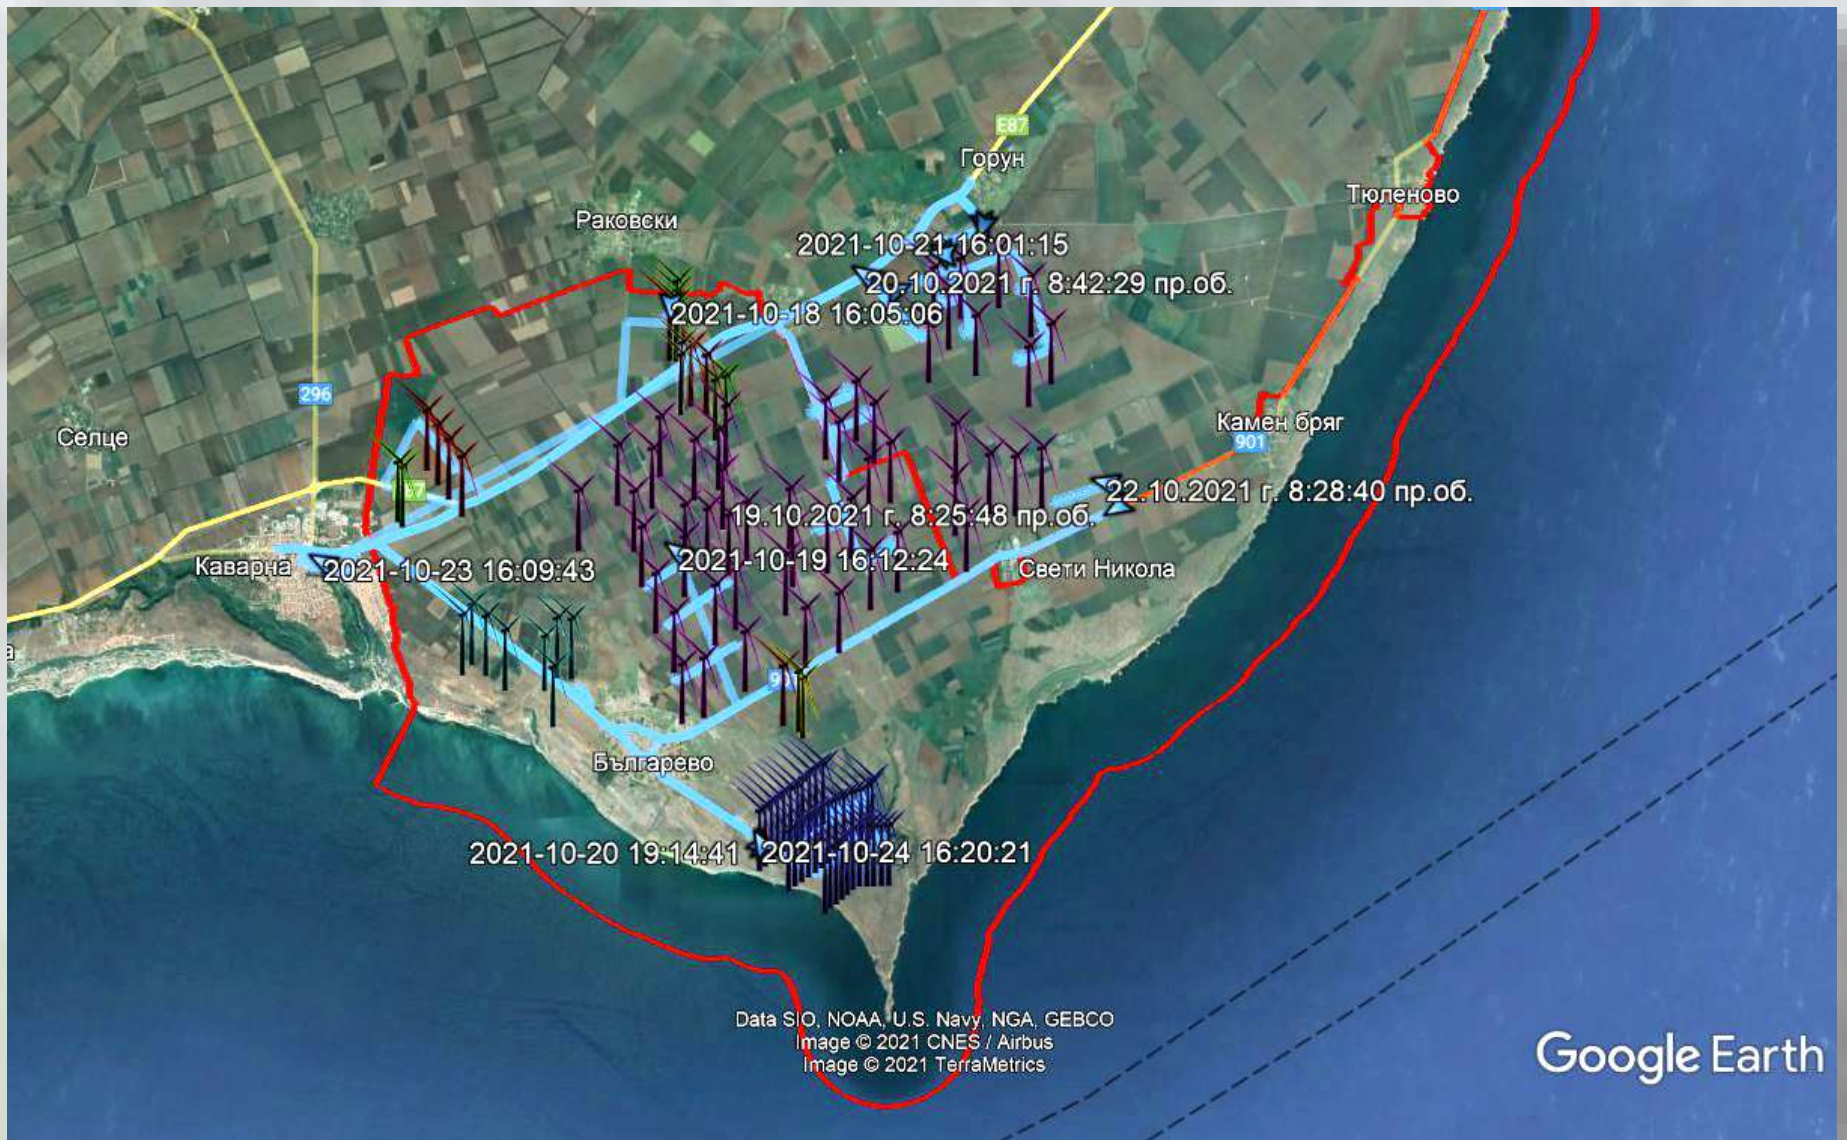 E87
Горун
Тюленово
Раковски
2021-10-21 16:01:15
20.10.2021 г. 8:42:29 пр.об.
2021-10-18 16:05:06
296
Камен бряг
901
Селце
22.10.2021 г. 8:28:40 пр.об.
19.10.2021 г. 8:25:48 пр.об.
2021-10-19 16:12:24
Каварна
2021-10-23 16:09:43
Свети Никола
Българево
2021-10-20 19:14:41
2021-10-24 16:20:21
Data SIO, NOAA, U.S. Navy, NGA, GEBCO
Image © 2021 CNES / Airbus
Image © 2021 TerraMetrics
Google Earth